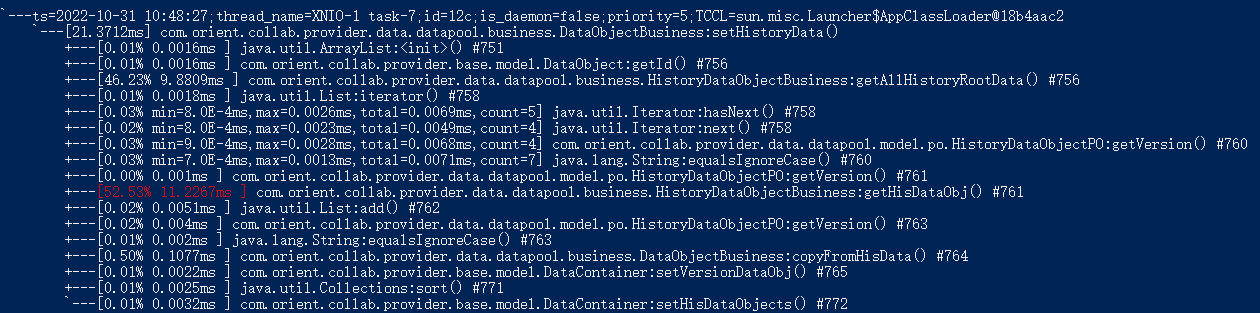 `---ts=2022-10-31 10:48:27;thread_name=XNIO-1 task-7;id=12c;is_daemon=false;priority=5;TCCL=sun.misc.Launcher$AppClassLoader@18b4aac2
`---[21.3712ms] com.orient.collab.provider.data.datapool.business.DataObjectBusiness:setHistoryData()
+---[0.01% 0.0016ms ] java.util.ArrayList:<init>() #751
+---[0.01% 0.0016ms ] com.orient.collab.provider.base.model.DataObject:getId() #756
+---[46.23% 9.8809ms ] com.orient.collab.provider.data.datapool.business.HistoryDataObjectBusiness:getAllHistoryRootData() #756
+---[0.01% 0.0018ms ] java.util.List:iterator() #758
+---[0.03% min=8.0E-4ms,max=0.0026ms,total=0.0069ms,count=5] java.util.Iterator:hasNext() #758
+---[0.02% min=8.0E-4ms,max=0.0023ms,total=0.0049ms,count=4] java.util.Iterator:next() #758
+---[0.03% min=9.0E-4ms,max=0.0028ms,total=0.0068ms,count=4] com.orient.collab.provider.data.datapool.model.po.HistoryDataObjectPO:getVersion() #760
+---[0.03% min=7.0E-4ms,max=0.0013ms,total=0.0071ms,count=7] java.lang.String:equalsIgnoreCase() #760
+---[0.00% 0.001ms ] com.orient.collab.provider.data.datapool.model.po.HistoryDataObjectPO:getVersion() #761
+---[52.53% 11.2267ms ] com.orient.collab.provider.data.datapool.business.HistoryDataObjectBusiness:getHisDataObj() #761
+---[0.02% 0.0051ms ] java.util.List:add() #762
+---[0.02% 0.004ms ] com.orient.collab.provider.data.datapool.model.po.HistoryDataObjectPO:getVersion() #763
+---[0.01% 0.002ms ] java.lang.String:equalsIgnoreCase() #763
+---[0.50% 0.1077ms ] com.orient.collab.provider.data.datapool.business.DataObjectBusiness:copyFromHisData() #764
+---[0.01% 0.0022ms ] com.orient.collab.provider.base.model.DataContainer:setVersionDataObj() #765
+---[0.01% 0.0025ms ] java.util.Collections:sort() #771
`---[0.01% 0.0032ms ] com.orient.collab.provider.base.model.DataContainer:setHisDataObjects() #772